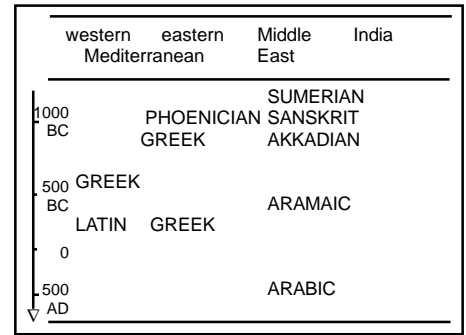 western eastern Middle India
Mediterranean East
SUMERIAN
1000 PHOENICIAN SANSKRIT
BC GREEK AKKADIAN
500 GREEK
BC ARAMAIC
LATIN GREEK
0
500 ARABIC
AD